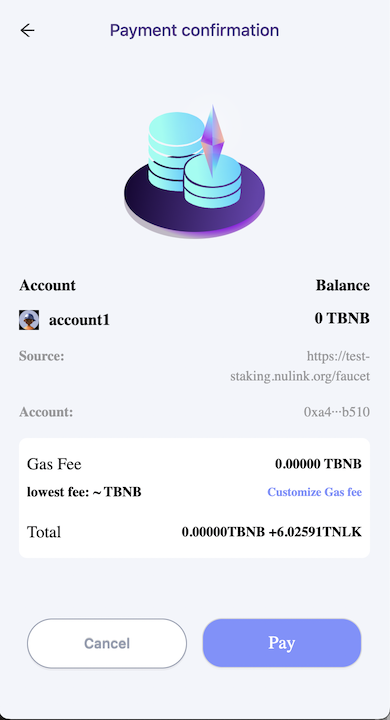 Payment confirmation
Account Balance
account1 0 TBNB
Source: https://test-
staking.nulink.org/faucet
Account: 0xa4···b510
Gas Fee 0.00000 TBNB
lowest fee: ~ TBNB Customize Gas fee
Total 0.00000TBNB +6.02591TNLK
Cancel Pay